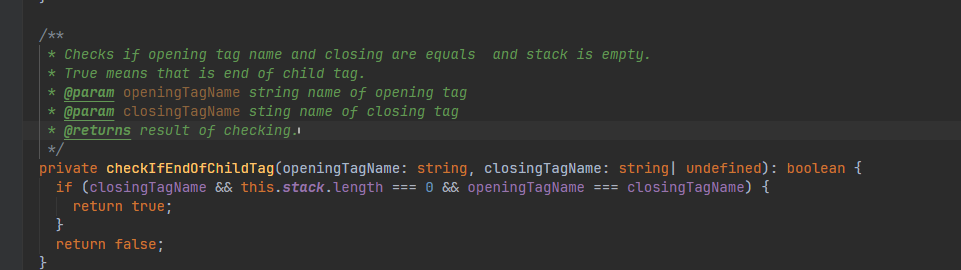 }
/**
 * Checks if opening tag name and closing are equals  and stack is empty.
 * True means that is end of child tag.
 * @param openingTagName string name of opening tag
 * @param closingTagName sting name of closing tag
 * @returns result of checking.
 */
private checkIfEndOfChildTag(openingTagName: string, closingTagName: string| undefined): boolean {
  if (closingTagName && this.stack.length === 0 && openingTagName === closingTagName) {
    return true;
  }
  return false;
}